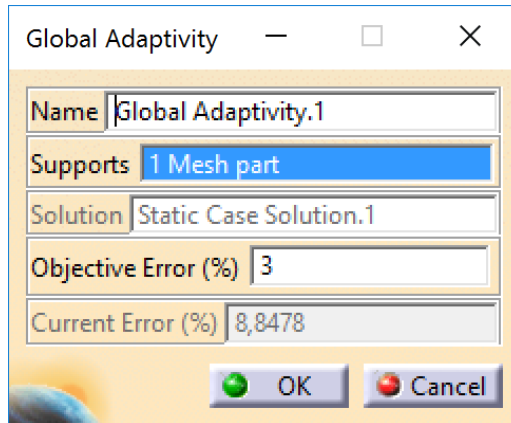 Global Adaptivity
Name Global Adaptivity.1
Supports 1 Mesh part
Solution Static Case Solution.1
Objective Error (%) 3
Current Error (%) 8,8478
OK Cancel